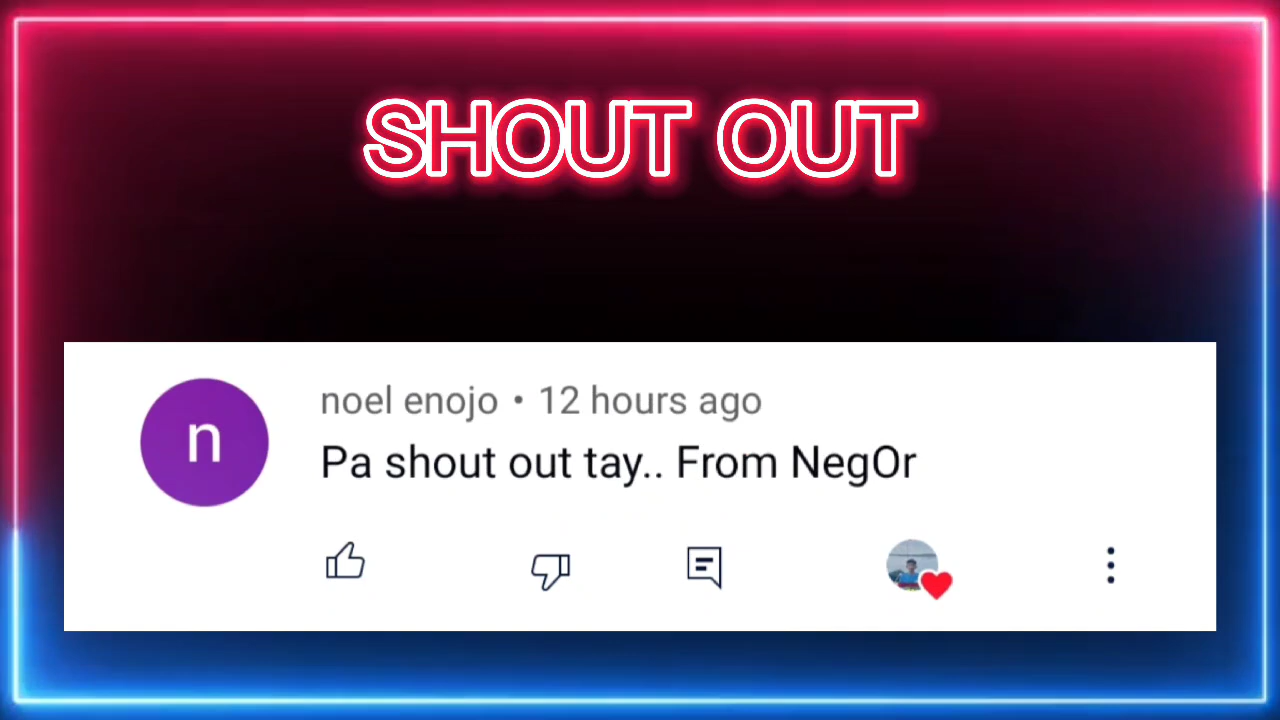 SHOUT OUT
n
noel enojo • 12 hours ago
Pa shout out tay.. From NegOr